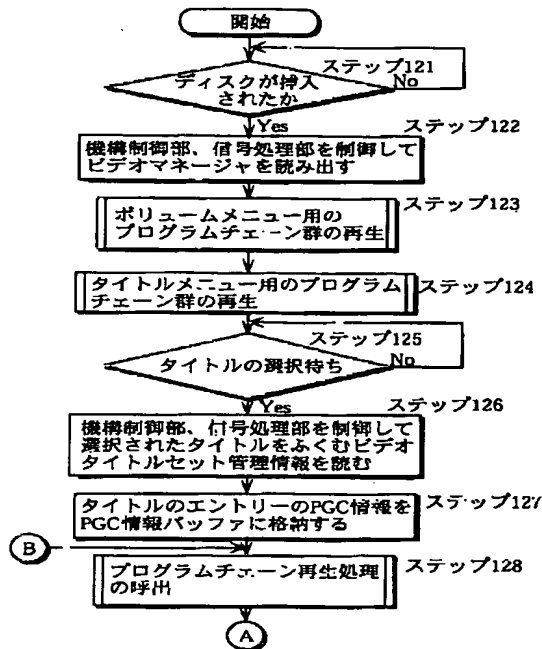 開始
ステップ121
ディスクが挿入
されたか
No
Yes
ステップ122
機構制御部、信号処理部を制御して
ビデオマネージャを読み出す
ステップ123
ボリュームメニュー用の
プログラムチェーン群の再生
タイトルメニュー用のプログラム
チェーン群の再生
ステップ124
ステップ125
タイトルの選択待ち
No
Yes
ステップ126
機構制御部、信号処理部を制御して
選択されたタイトルをふくむビデオ
タイトルセット管理情報を読む
タイトルのエントリーのPGC情報を
PGC情報バッファに格納する
ステップ127
B
プログラムチェーン再生処理
の呼出
ステップ128
A